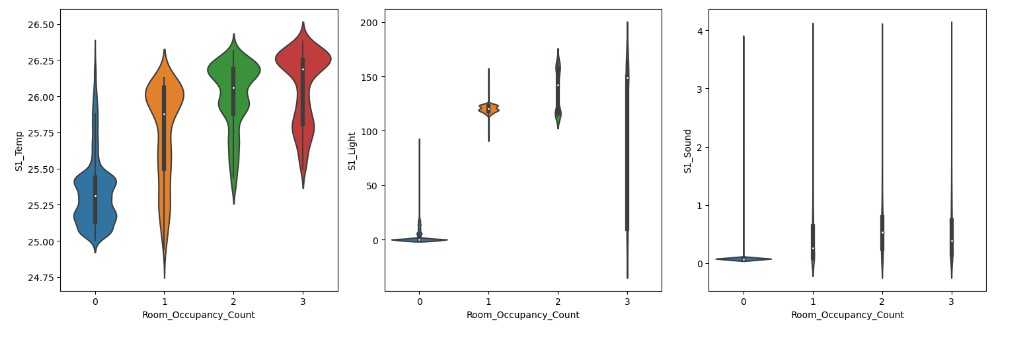 S1_Temp
26.50
26.25
26.00
25.75
25.50
25.25
25.00
24.75
0 1 2 3
Room_Occupancy_Count
S1_Light
200
150
100
50
0
0 1 2 3
Room_Occupancy_Count
S1_Sound
4
3
2
1
0
0 1 2 3
Room_Occupancy_Count